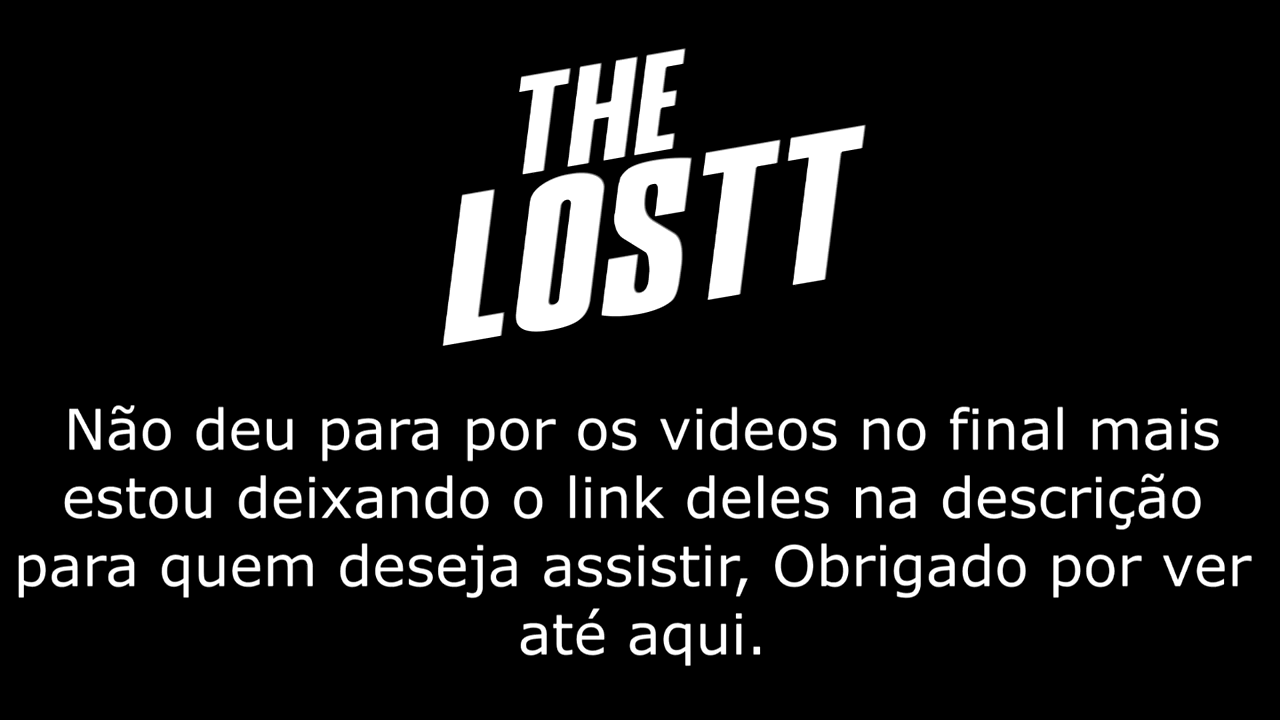 THE
LOSTT
Não deu para por os videos no final mais
estou deixando o link deles na descrição
para quem deseja assistir, Obrigado por ver
até aqui.